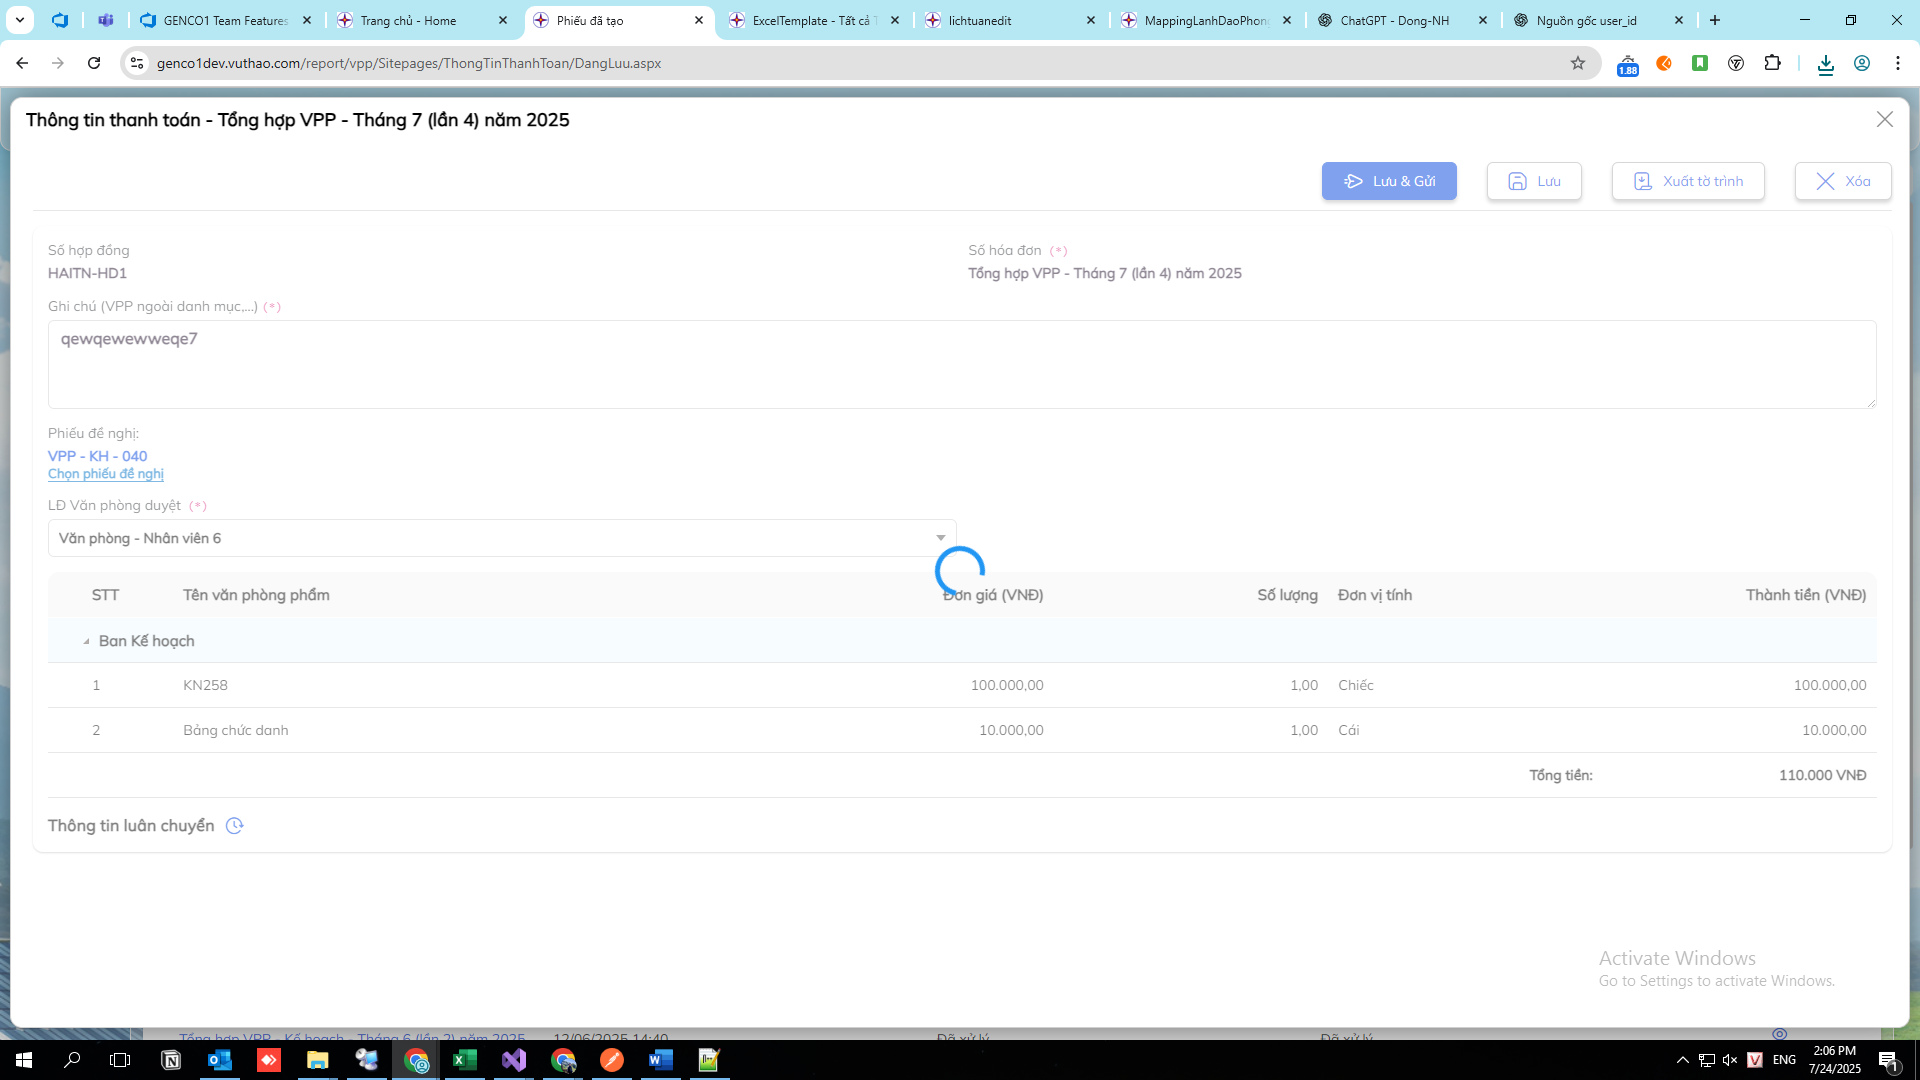 GENCO1 Team Features
Trang chủ - Home
Phiếu đã tạo
ExcelTemplate - Tất cả T
lichtuanedit
MappingLanhDaoPhong
ChatGPT - Dong-NH
Nguồn gốc user_id
genco1dev.vuthao.com/report/vpp/Sitepages/ThongTinThanhToan/DangLuu.aspx
1.88
Thông tin thanh toán - Tổng hợp VPP - Tháng 7 (lần 4) năm 2025
Lưu & Gửi
Lưu
Xuất tờ trình
Xóa
Số hợp đồng
HAITN-HD1
Số hóa đơn (*)
Tổng hợp VPP - Tháng 7 (lần 4) năm 2025
Ghi chú (VPP ngoài danh mục,...) (*)
qewqewewweqe7
Phiếu đề nghị:
VPP - KH - 040
Chọn phiếu đề nghị
LĐ Văn phòng duyệt (*)
Văn phòng - Nhân viên 6
STT Tên văn phòng phẩm Đơn giá (VNĐ) Số lượng Đơn vị tính Thành tiền (VNĐ)
Ban Kế hoạch
1 KN258 100.000,00 1,00 Chiếc 100.000,00
2 Bảng chức danh 10.000,00 1,00 Cái 10.000,00
Tổng tiền: 110.000 VNĐ
Thông tin luân chuyển
Activate Windows
Go to Settings to activate Windows.
Tổng hợp VPP - Kế hoạch - Tháng 6 (lần 2) năm 2025 12/06/2025 14:40 Đã xử lý Đã xử lý
ENG
2:06 PM
7/24/2025
1